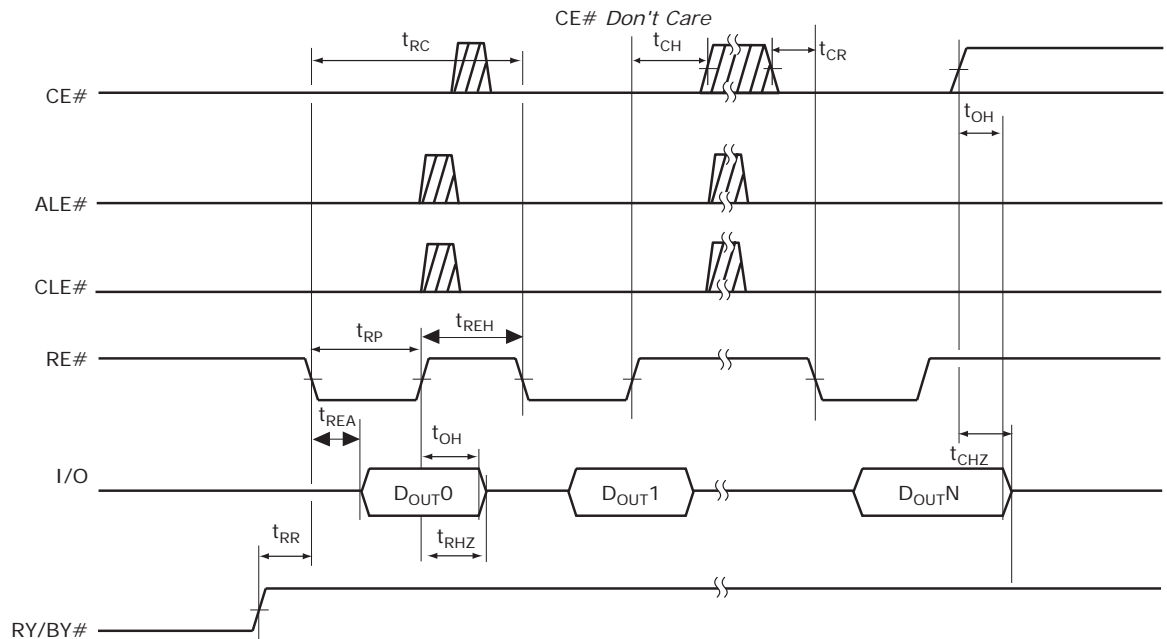 CE# Don't Care
tRC
tCH
tCR
CE#
tOH
ALE#
CLE#
tRP
tREH
RE#
tREA
tOH
tCHZ
I/O
DOUT0
DOUT1
DOUTN
tRR
tRHZ
RY/BY#